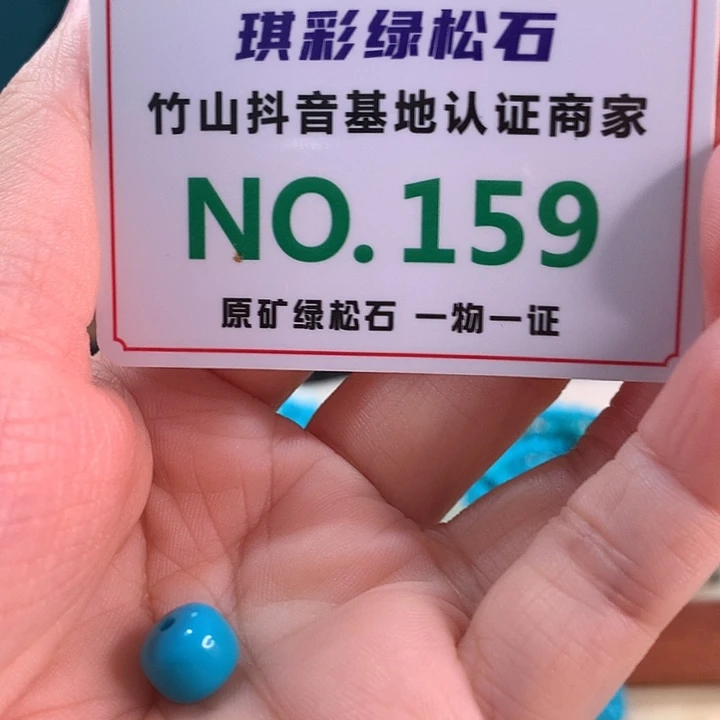 琪彩绿松石
竹山抖音基地认证商家
NO.159
原矿绿松石 一物一证